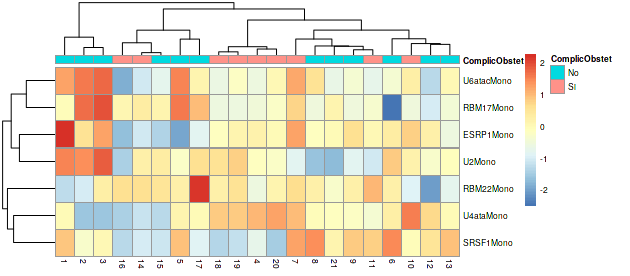 ComplicObstet
U6atacMono
RBM17Mono
ESRP1Mono
U2Mono
RBM22Mono
U4ataMono
SRSF1Mono
1 2 3 16 14 15 5 17 18 19 4 20 7 8 21 9 11 6 10 12 13
2
1
0
-1
-2
ComplicObstet
No
SI